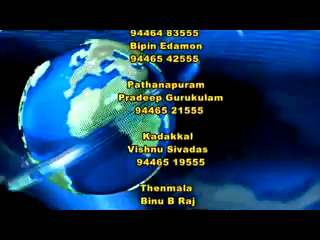 94464 83555
Bipin Edamon
94465 42555
Pathanapuram
Pradeep Gurukulam
94465 21555
Kadakkal
Vishnu Sivadas
94465 19555
Thenmala
Binu B Raj